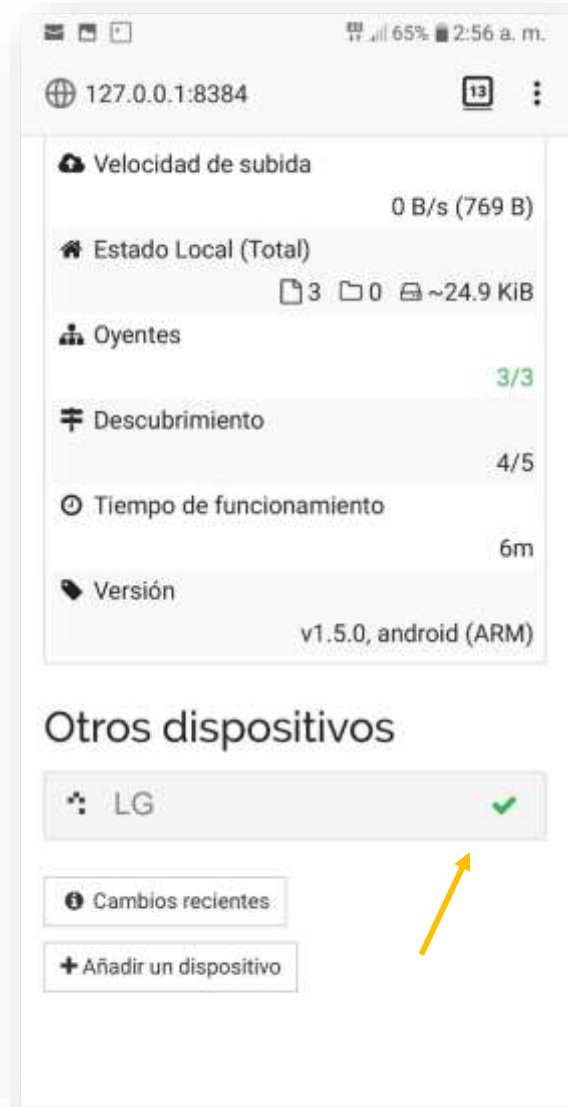 65% 2:56 a. m.
127.0.0.1:8384 13
Velocidad de subida
0 B/s (769 B)
Estado Local (Total)
3 0 ~24.9 KiB
Oyentes
3/3
Descubrimiento
4/5
Tiempo de funcionamiento
6m
Versión
v1.5.0, android (ARM)
Otros dispositivos
LG
Cambios recientes
+ Añadir un dispositivo